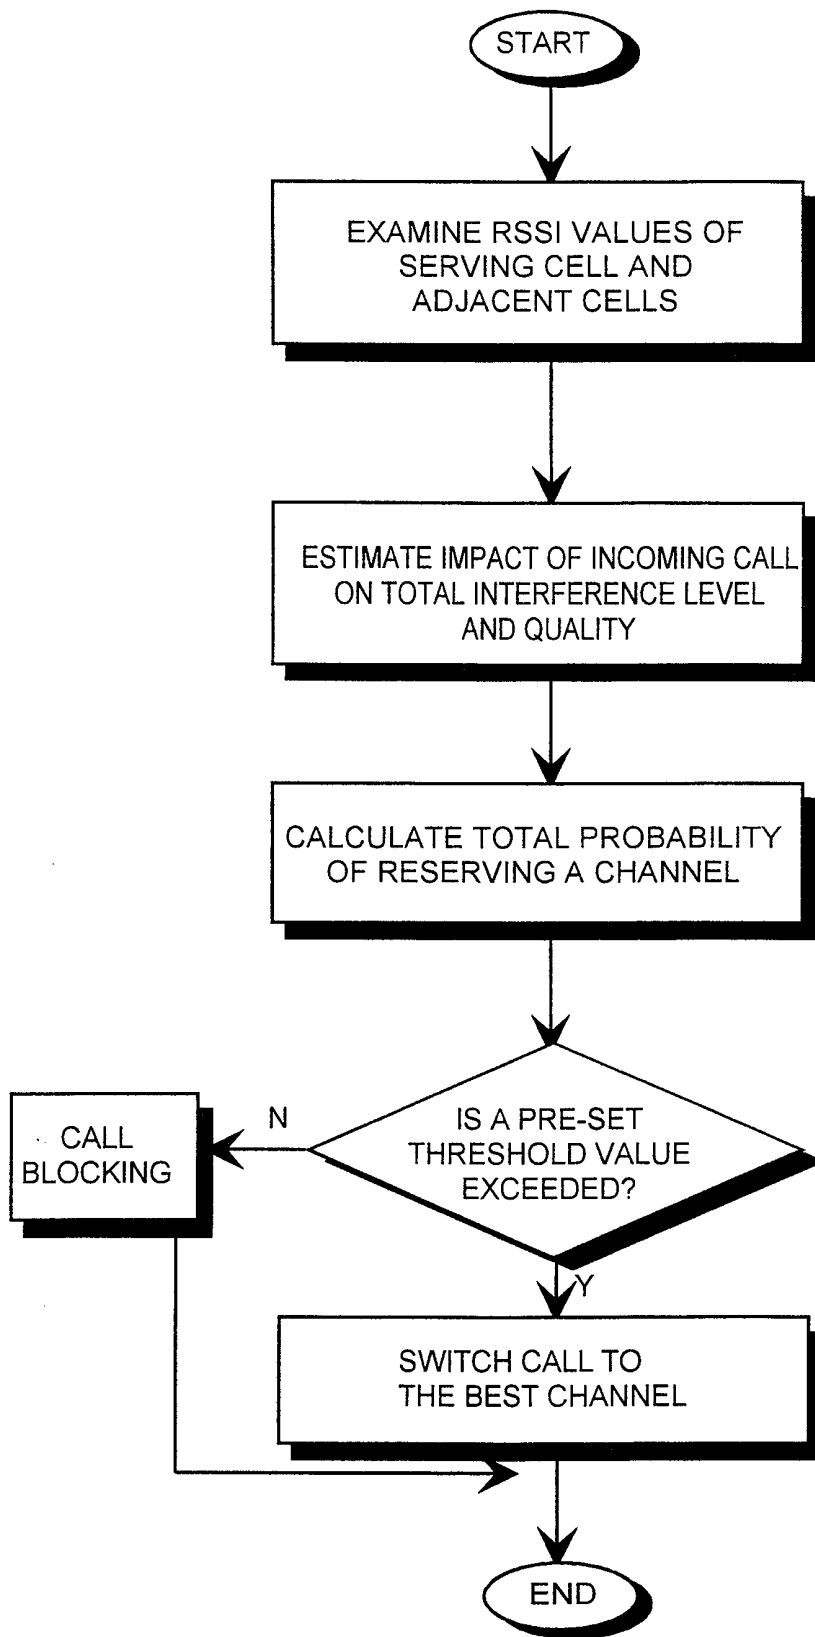 START
EXAMINE RSSI VALUES OF
SERVING CELL AND
ADJACENT CELLS
ESTIMATE IMPACT OF INCOMING CALL
ON TOTAL INTERFERENCE LEVEL
AND QUALITY
CALCULATE TOTAL PROBABILITY
OF RESERVING A CHANNEL
IS A PRE-SET
THRESHOLD VALUE
EXCEEDED?
N
CALL
BLOCKING
Y
SWITCH CALL TO
THE BEST CHANNEL
END